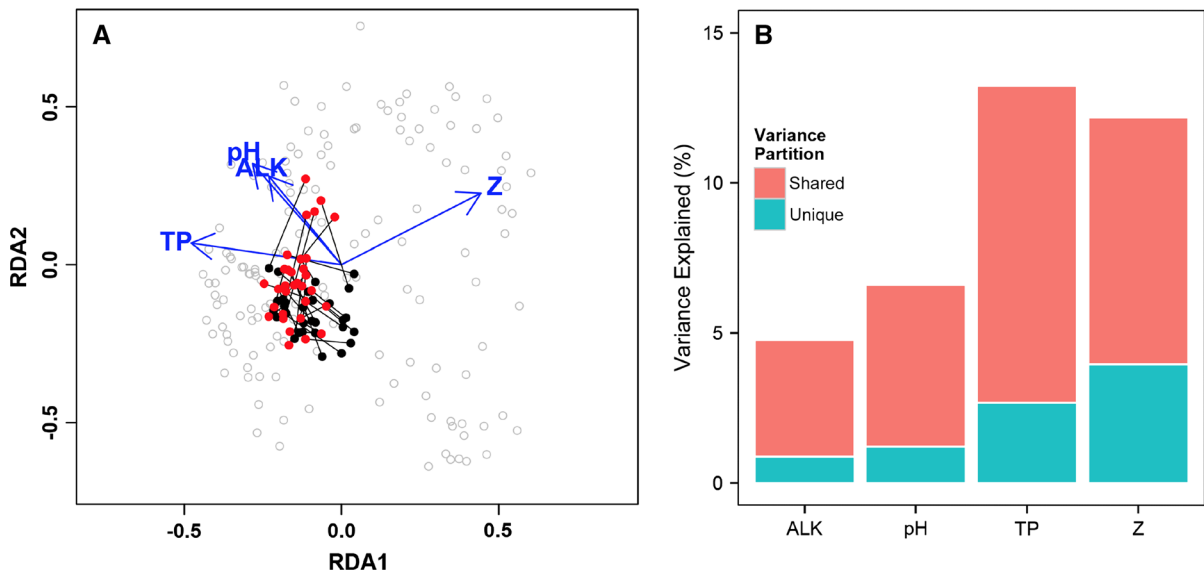 A
0.5
0.0
-0.5
RDA2
pH
ALK
TP
Z
-0.5
0.0
0.5
RDA1
B
15
10
5
0
Variance Explained (%)
Variance
Partition
Shared
Unique
ALK
pH
TP
Z